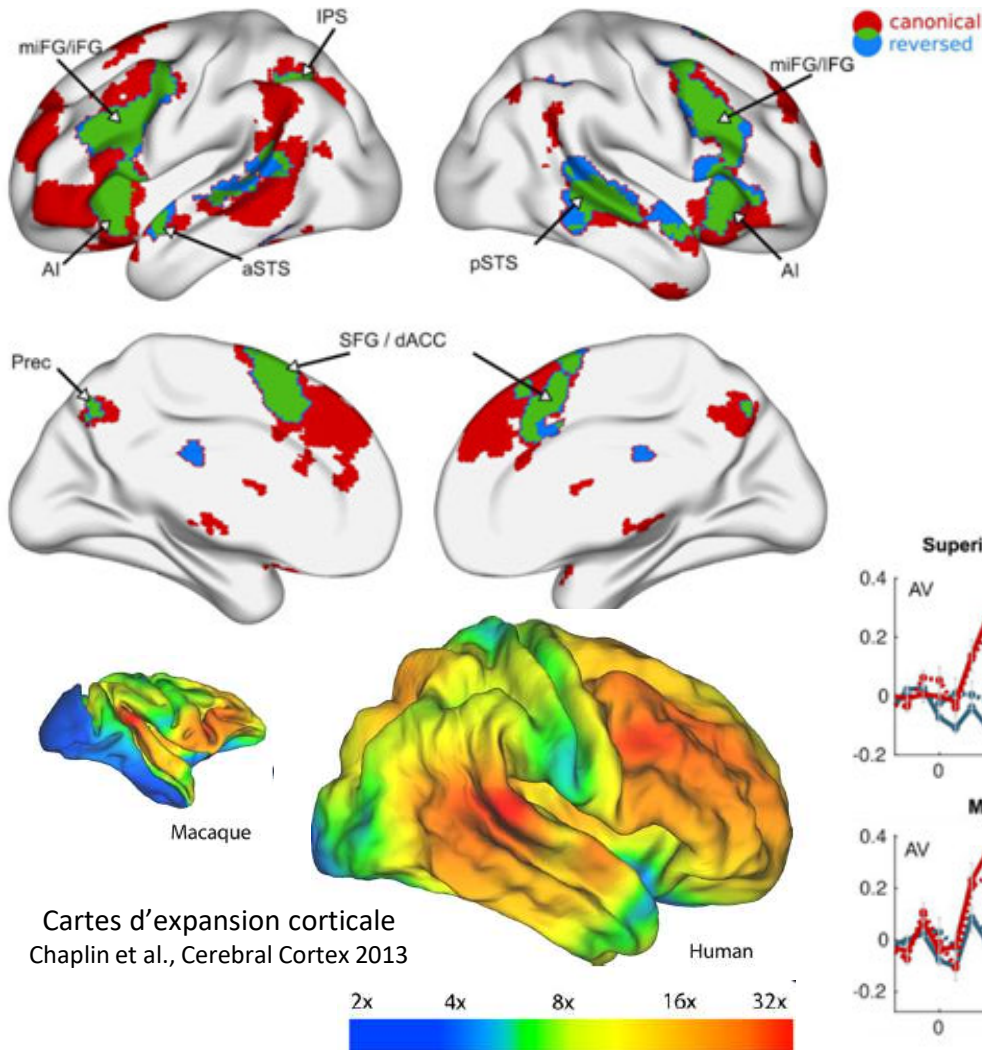 IPS
miFG/iFG
AI
aSTS
canonical
reversed
miFG/IFG
pSTS
AI
Prec
SFG / dACC
Macaque
Human
Cartes d’expansion corticale
Chaplin et al., Cerebral Cortex 2013
2x 4x 8x 16x 32x
Superi
0.4
AV
0.2
0
-0.2
0
M
0.4
AV
0.2
0
-0.2
0